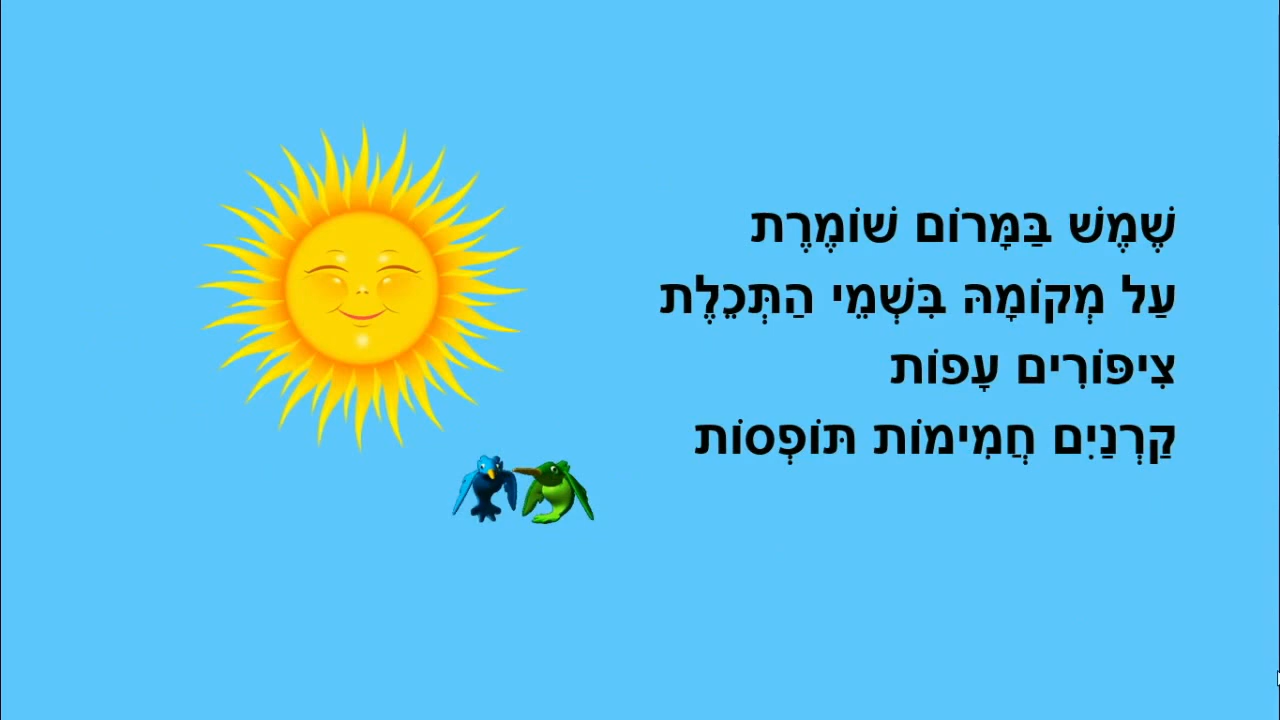 שֶׁמֶשׁ בַּמָּרוֹם שׁוֹמֶרֶת
עַל מְקוֹמָהּ בִּשְׁמֵי הַתְּכֵלֶת
צִיפּוֹרִים עָפוֹת
קַרְנַיִם חֲמִימוֹת תּוֹפְסוֹת